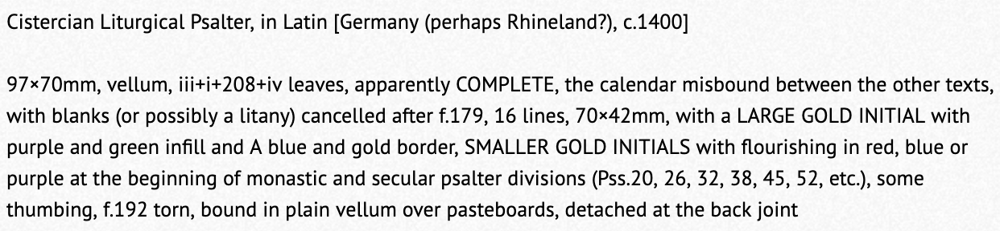 Cistercian Liturgical Psalter, in Latin [Germany (perhaps Rhineland?), c.1400]
97×70mm, vellum, iii+i+208+iv leaves, apparently COMPLETE, the calendar misbound between the other texts,
with blanks (or possibly a litany) cancelled after f.179, 16 lines, 70×42mm, with a LARGE GOLD INITIAL with
purple and green infill and A blue and gold border, SMALLER GOLD INITIALS with flourishing in red, blue or
purple at the beginning of monastic and secular psalter divisions (Pss.20, 26, 32, 38, 45, 52, etc.), some
thumbing, f.192 torn, bound in plain vellum over pasteboards, detached at the back joint